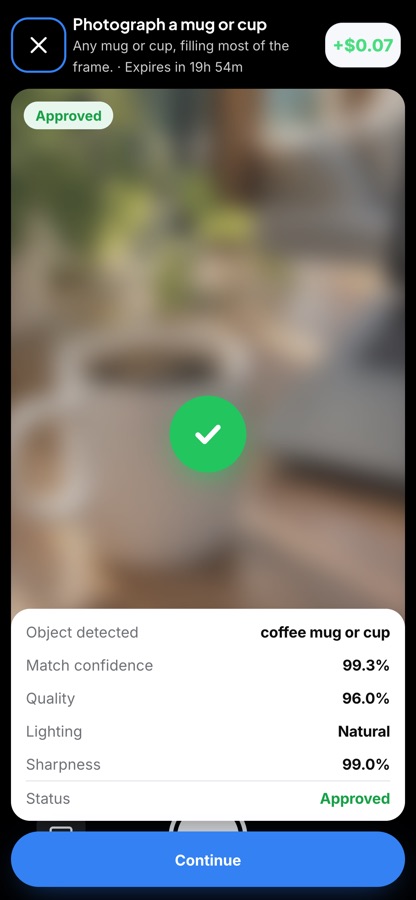 Photograph a mug or cup
Any mug or cup, filling most of the
frame. · Expires in 19h 54m
+$0.07
Approved
Object detected coffee mug or cup
Match confidence 99.3%
Quality 96.0%
Lighting Natural
Sharpness 99.0%
Status Approved
Continue